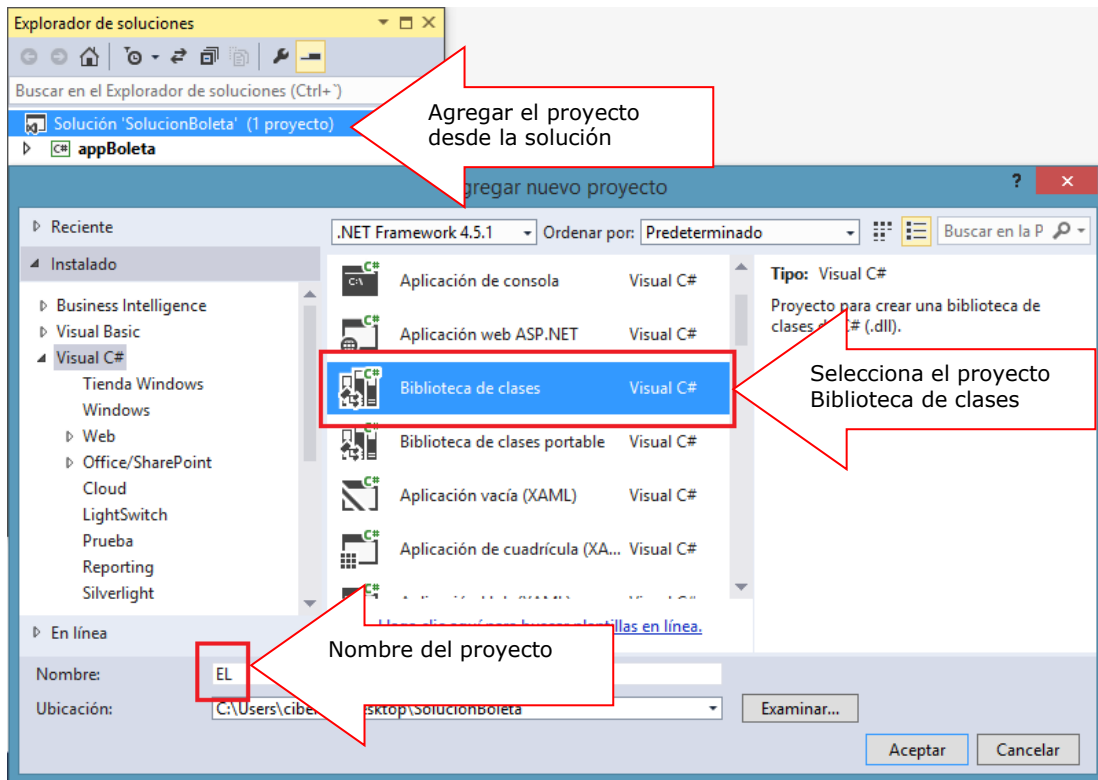 Explorador de soluciones
Buscar en el Explorador de soluciones (Ctrl+´)
Solución 'SolucionBoleta' (1 proyecto)
C# appBoleta
Agregar el proyecto
desde la solución
gregar nuevo proyecto
? ×
Reciente
.NET Framework 4.5.1 Ordenar por: Predeterminado
Buscar en la P
Instalado
Business Intelligence
Visual Basic
Visual C#
Tienda Windows
Windows
Web
Office/SharePoint
Cloud
LightSwitch
Prueba
Reporting
Silverlight
En línea
Aplicación de consola Visual C#
Aplicación web ASP.NET Visual C#
Biblioteca de clases Visual C#
Biblioteca de clases portable Visual C#
Aplicación vacía (XAML) Visual C#
Aplicación de cuadrícula (XA... Visual C#
en línea.
Tipo: Visual C#
Proyecto para crear una biblioteca de
clases C# (.dll).
Selecciona el proyecto
Biblioteca de clases
Nombre del proyecto
Nombre: EL
Ubicación: C:\Users\ciber sktop\SolucionBoleta
Examinar...
Aceptar Cancelar